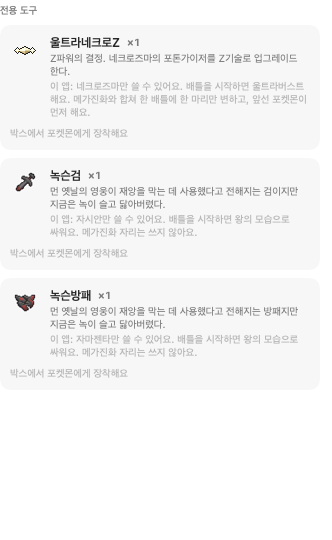 전용 도구
울트라네크로Z ×1
Z파워의 결정. 네크로즈마의 포톤가이저를 Z기술로 업그레이드
한다.
이 앱: 네크로즈마만 쓸 수 있어요. 배틀을 시작하면 울트라버스트
해요. 메가진화와 합쳐 한 배틀에 한 마리만 변하고, 앞선 포켓몬이
먼저 해요.
박스에서 포켓몬에게 장착해요
녹슨검 ×1
먼 옛날의 영웅이 재앙을 막는 데 사용했다고 전해지는 검이지만
지금은 녹이 슬고 닳아버렸다.
이 앱: 자시안만 쓸 수 있어요. 배틀을 시작하면 왕의 모습으로
싸워요. 메가진화 자리는 쓰지 않아요.
박스에서 포켓몬에게 장착해요
녹슨방패 ×1
먼 옛날의 영웅이 재앙을 막는 데 사용했다고 전해지는 방패지만
지금은 녹이 슬고 닳아버렸다.
이 앱: 자마젠타만 쓸 수 있어요. 배틀을 시작하면 왕의 모습으로
싸워요. 메가진화 자리는 쓰지 않아요.
박스에서 포켓몬에게 장착해요